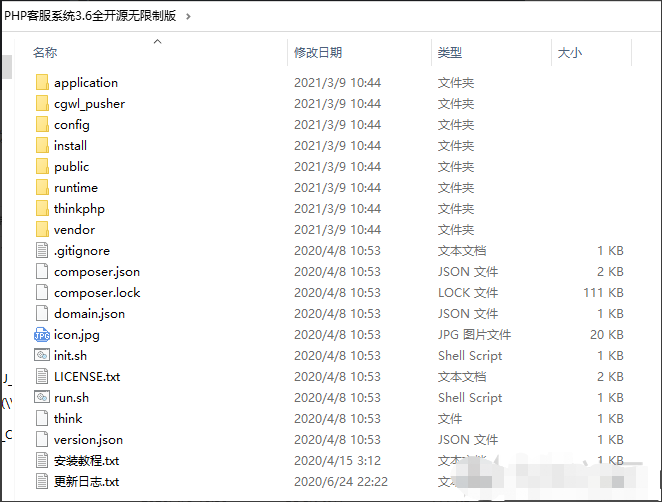 PHP客服系统3.6全开源无限制版 >
名称 修改日期 类型 大小
application 2021/3/9 10:44 文件夹
cgwl_pusher 2021/3/9 10:44 文件夹
config 2021/3/9 10:44 文件夹
install 2021/3/9 10:44 文件夹
public 2021/3/9 10:44 文件夹
runtime 2021/3/9 10:44 文件夹
thinkphp 2021/3/9 10:44 文件夹
vendor 2021/3/9 10:44 文件夹
.gitignore 2020/4/8 10:53 文本文档 1 KB
composer.json 2020/4/8 10:53 JSON 文件 2 KB
composer.lock 2020/4/8 10:53 LOCK 文件 111 KB
domain.json 2020/4/8 10:53 JSON 文件 1 KB
icon.jpg 2020/4/8 10:53 JPG 图片文件 20 KB
init.sh 2020/4/8 10:53 Shell Script 1 KB
LICENSE.txt 2020/4/8 10:53 文本文档 2 KB
run.sh 2020/4/8 10:53 Shell Script 1 KB
think 2020/4/8 10:53 文件 1 KB
version.json 2020/4/8 10:53 JSON 文件 1 KB
安装教程.txt 2020/4/15 3:12 文本文档 1 KB
更新日志.txt 2020/6/24 22:22